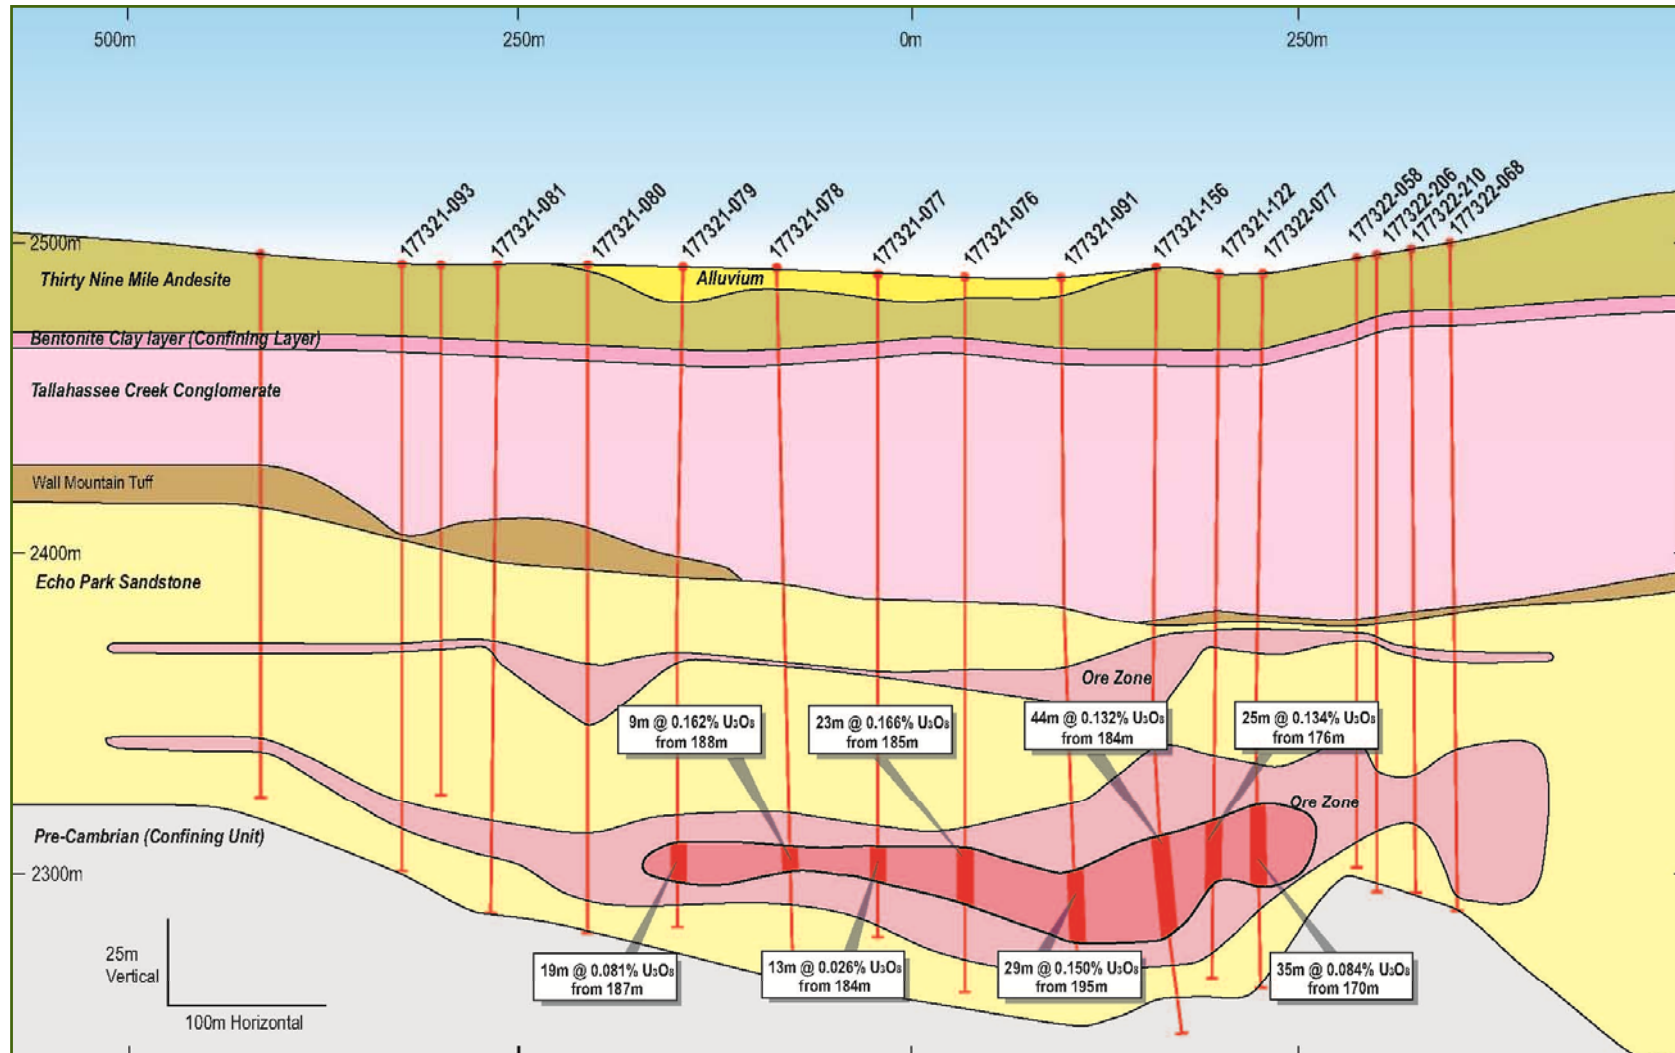 500m
250m
0m
250m
177321-093
177321-081
177321-080
177321-079
177321-078
177321-077
177321-076
177321-091
177321-156
177321-122
177322-077
177322-058
177322-206
177322-210
177322-068
2500m
Thirty Nine Mile Andesite
Alluvium
Bentonite Clay layer (Confining Layer)
Tallahassee Creek Conglomerate
Wall Mountain Tuff
2400m
Echo Park Sandstone
Ore Zone
9m @ 0.162% U₃O₈
from 188m
23m @ 0.166% U₃O₈
from 185m
44m @ 0.132% U₃O₈
from 184m
25m @ 0.134% U₃O₈
from 176m
Ore Zone
Pre-Cambrian (Confining Unit)
2300m
25m
Vertical
100m Horizontal
19m @ 0.081% U₃O₈
from 187m
13m @ 0.026% U₃O₈
from 184m
29m @ 0.150% U₃O₈
from 195m
35m @ 0.084% U₃O₈
from 170m